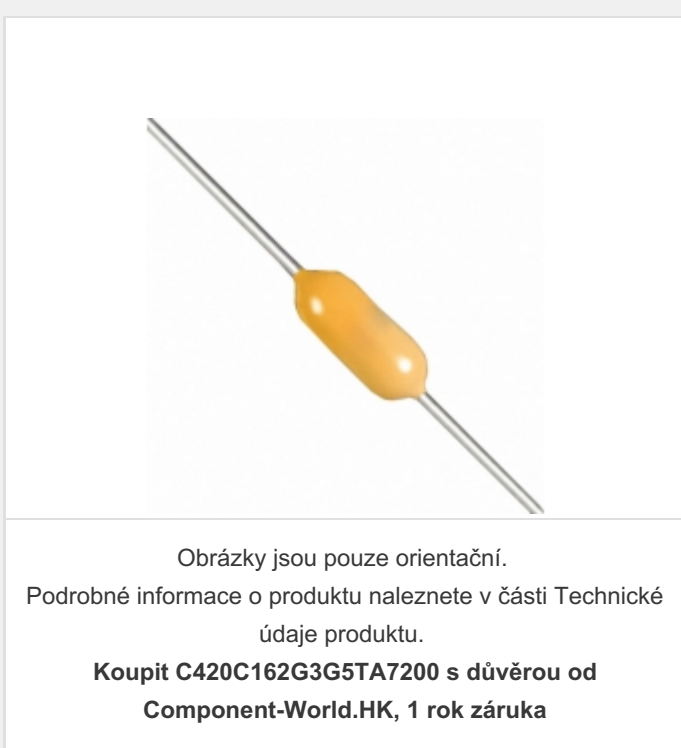 Obrázky jsou pouze orientační.
Podrobné informace o produktu naleznete v části Technické
údaje produktu.
Koupit C420C162G3G5TA7200 s důvěrou od
Component-World.HK, 1 rok záruka